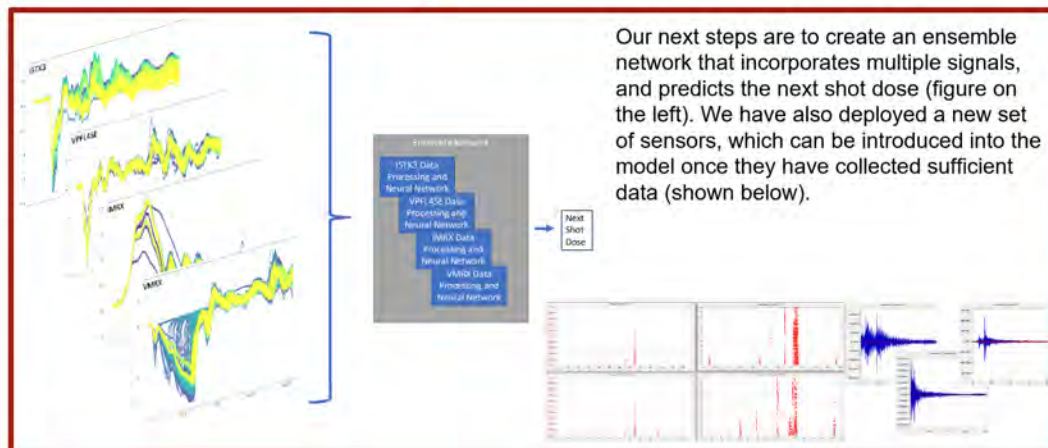 ISTK3
VPFL4SE
IMRX
VMRX
Ensemble Network
ISTK3 Data
Processing and
Neural Network
VPFL4SE Data
Processing and
Neural Network
IMRX Data
Processing and
Neural Network
VMRX Data
Processing and
Neural Network
Next
Shot
Dose
Our next steps are to create an ensemble
network that incorporates multiple signals,
and predicts the next shot dose (figure on
the left). We have also deployed a new set
of sensors, which can be introduced into the
model once they have collected sufficient
data (shown below).